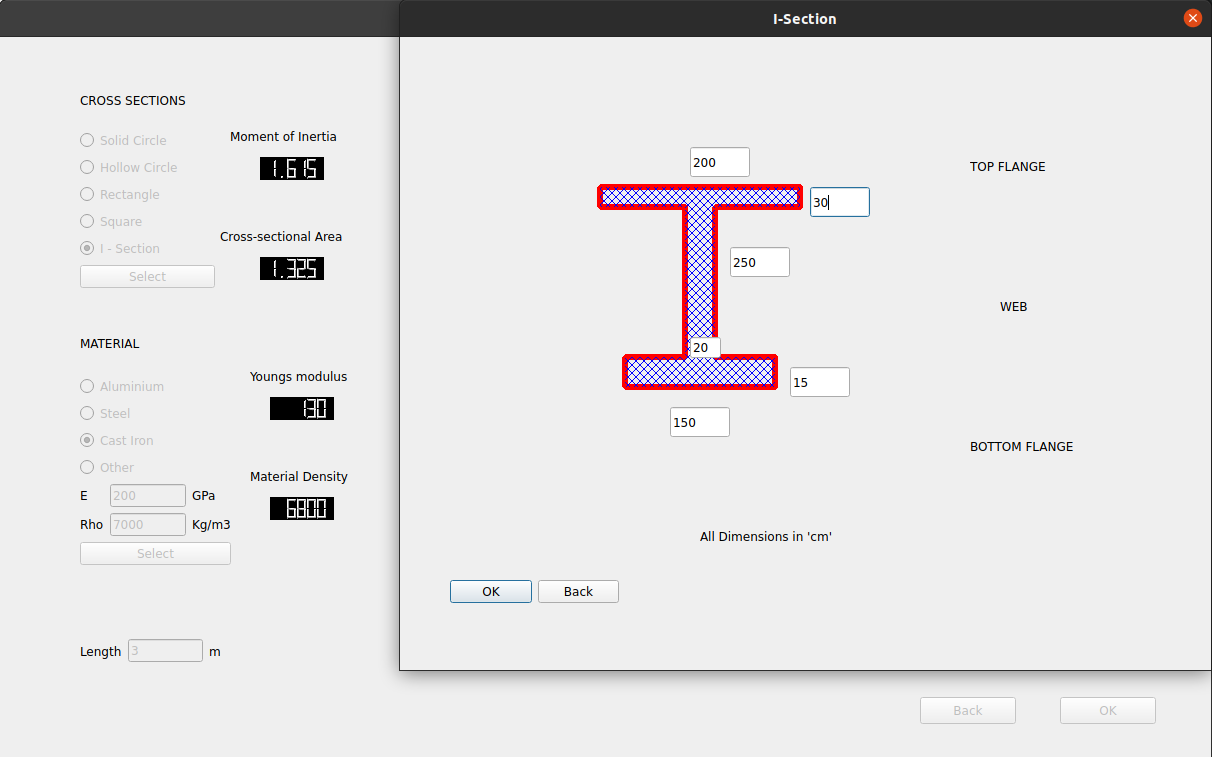 I-Section
CROSS SECTIONS
Solid Circle
Hollow Circle
Rectangle
Square
I - Section
Select
Moment of Inertia
1.615
Cross-sectional Area
1.325
MATERIAL
Aluminium
Steel
Cast Iron
Other
E 200 GPa
Rho 7000 Kg/m3
Select
Youngs modulus
130
Material Density
6800
Length 3 m
200
30
250
20
15
150
TOP FLANGE
WEB
BOTTOM FLANGE
All Dimensions in 'cm'
OK Back
Back OK